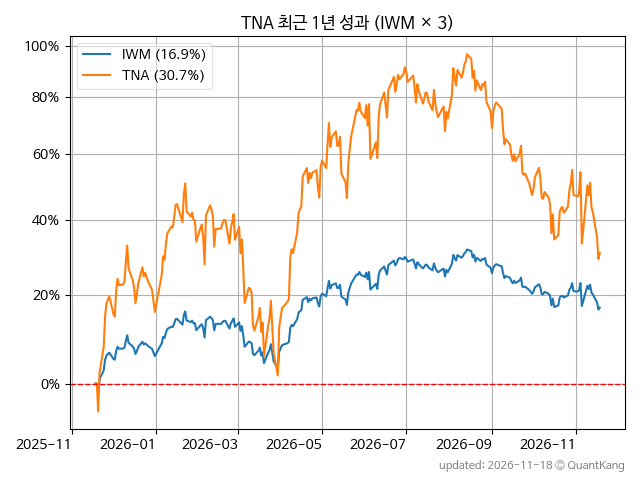 TNA 최근 1년 성과 (IWM × 3)
IWM (16.9%)
TNA (30.7%)
100%
80%
60%
40%
20%
0%
2025-11 2026-01 2026-03 2026-05 2026-07 2026-09 2026-11
updated: 2026-11-18 © QuantKang